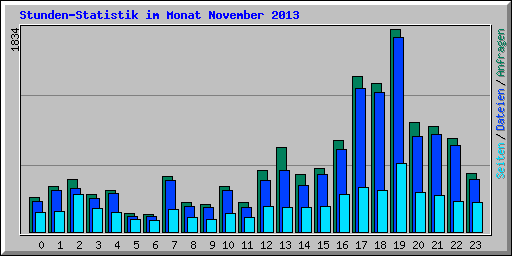 Stunden-Statistik im Monat November 2013
1834
Seiten / Dateien / Anfragen
0 1 2 3 4 5 6 7 8 9 10 11 12 13 14 15 16 17 18 19 20 21 22 23